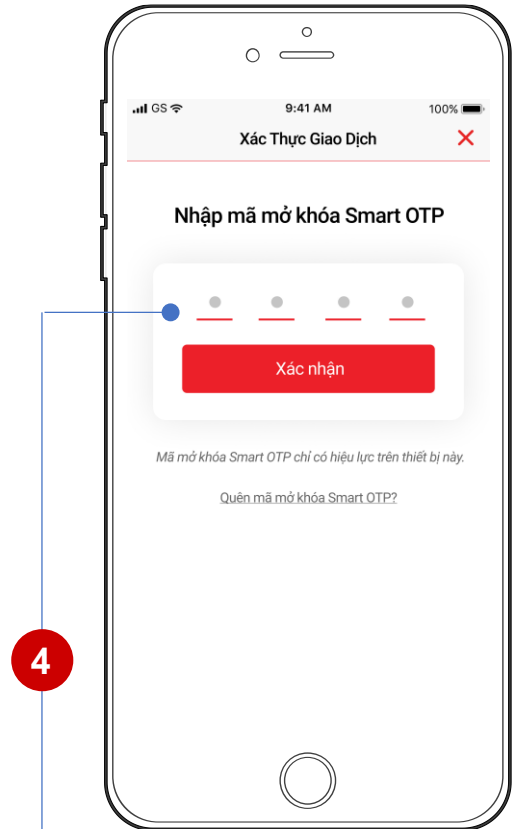 GS 9:41 AM 100%
Xác Thực Giao Dịch
Nhập mã mở khóa Smart OTP
Xác nhận
Mã mở khóa Smart OTP chỉ có hiệu lực trên thiết bị này.
Quên mã mở khóa Smart OTP?
4